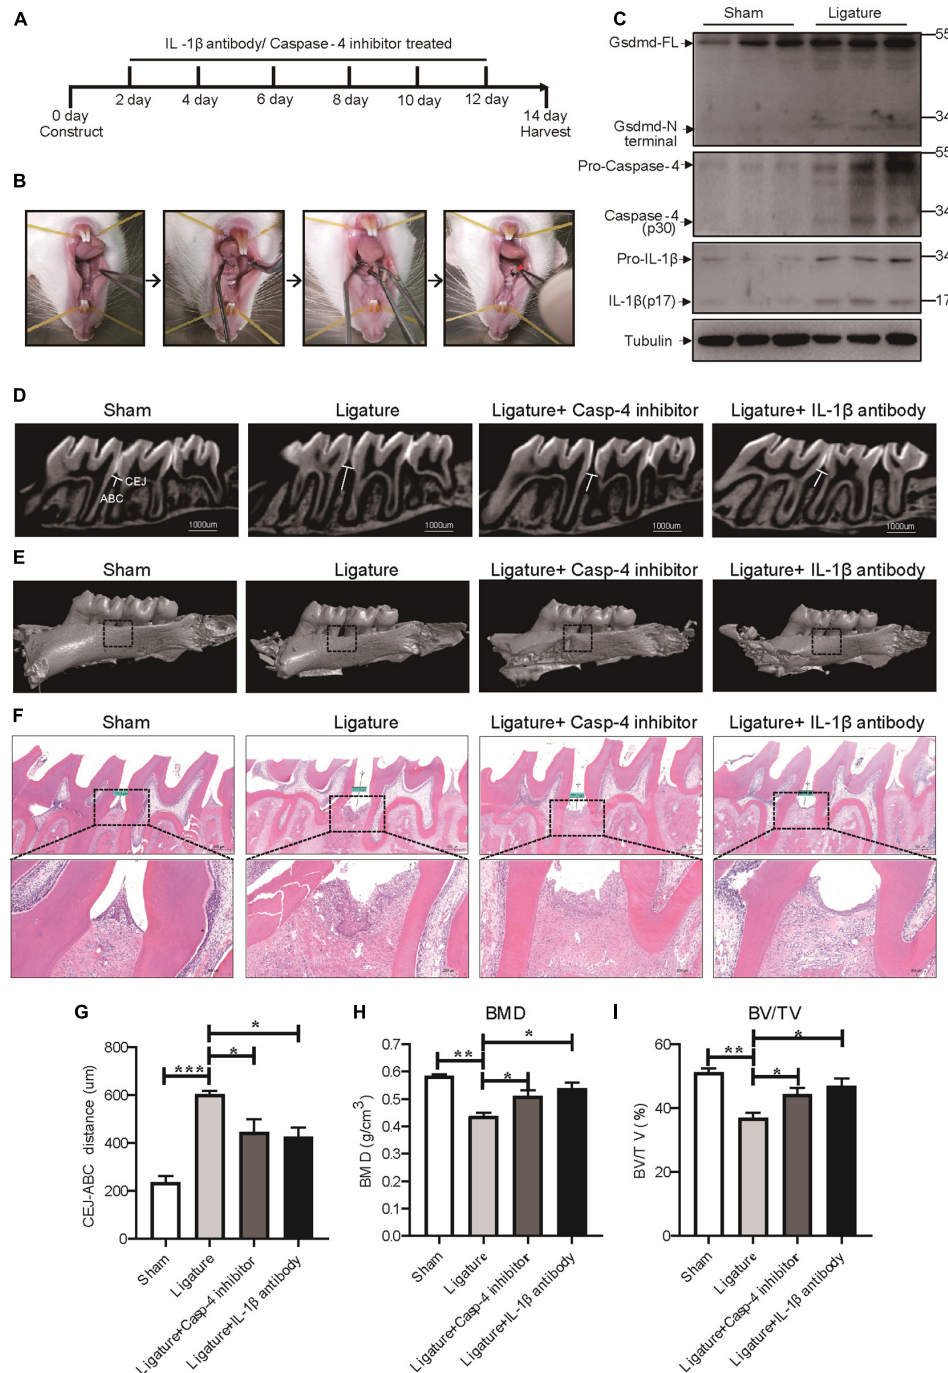 A
IL -1β antibody/ Caspase-4 inhibitor treated
2 day 4 day 6 day 8 day 10 day 12 day
0 day 14 day
Construct Harvest
B
C
Sham Ligature
Gsdmd-FL 55
34
Gsdmd-N
terminal
Pro-Caspase-4 55
Caspase-4 34
(p30)
Pro-IL-1β 34
IL-1β(p17) 17
Tubulin
D
Sham Ligature Ligature+ Casp-4 inhibitor Ligature+ IL-1β antibody
CEJ
ABC
1000um 1000um 1000um 1000um
E
Sham Ligature Ligature+ Casp-4 inhibitor Ligature+ IL-1β antibody
F
Sham Ligature Ligature+ Casp-4 inhibitor Ligature+ IL-1β antibody
G
CEJ-ABC distance (um)
800
600
400
200
0
*** * *
Sham
Ligature
Ligature+Casp-4 inhibitor
Ligature+IL-1β antibody
H
BMD
BM D (g/cm³)
0.7
0.6
0.5
0.4
0.3
0.2
0.1
0.0
** * *
Sham
Ligature
Ligature+Casp-4 inhibitor
Ligature+IL-1β antibody
I
BV/TV
BV/T V (%)
60
40
20
0
** * *
Sham
Ligature
Ligature+Casp-4 inhibitor
Ligature+IL-1β antibody